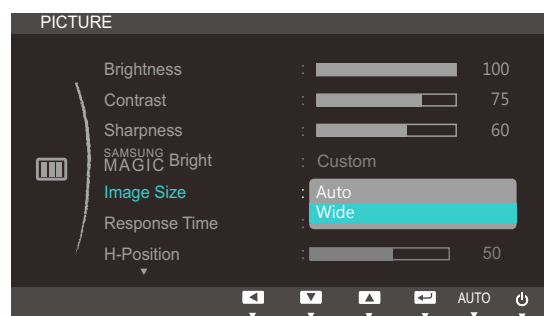 PICTURE
Brightness : 100
Contrast : 75
Sharpness : 60
SAMSUNG
MAGIC Bright : Custom
Image Size : Auto
Wide
Response Time :
H-Position : 50
AUTO